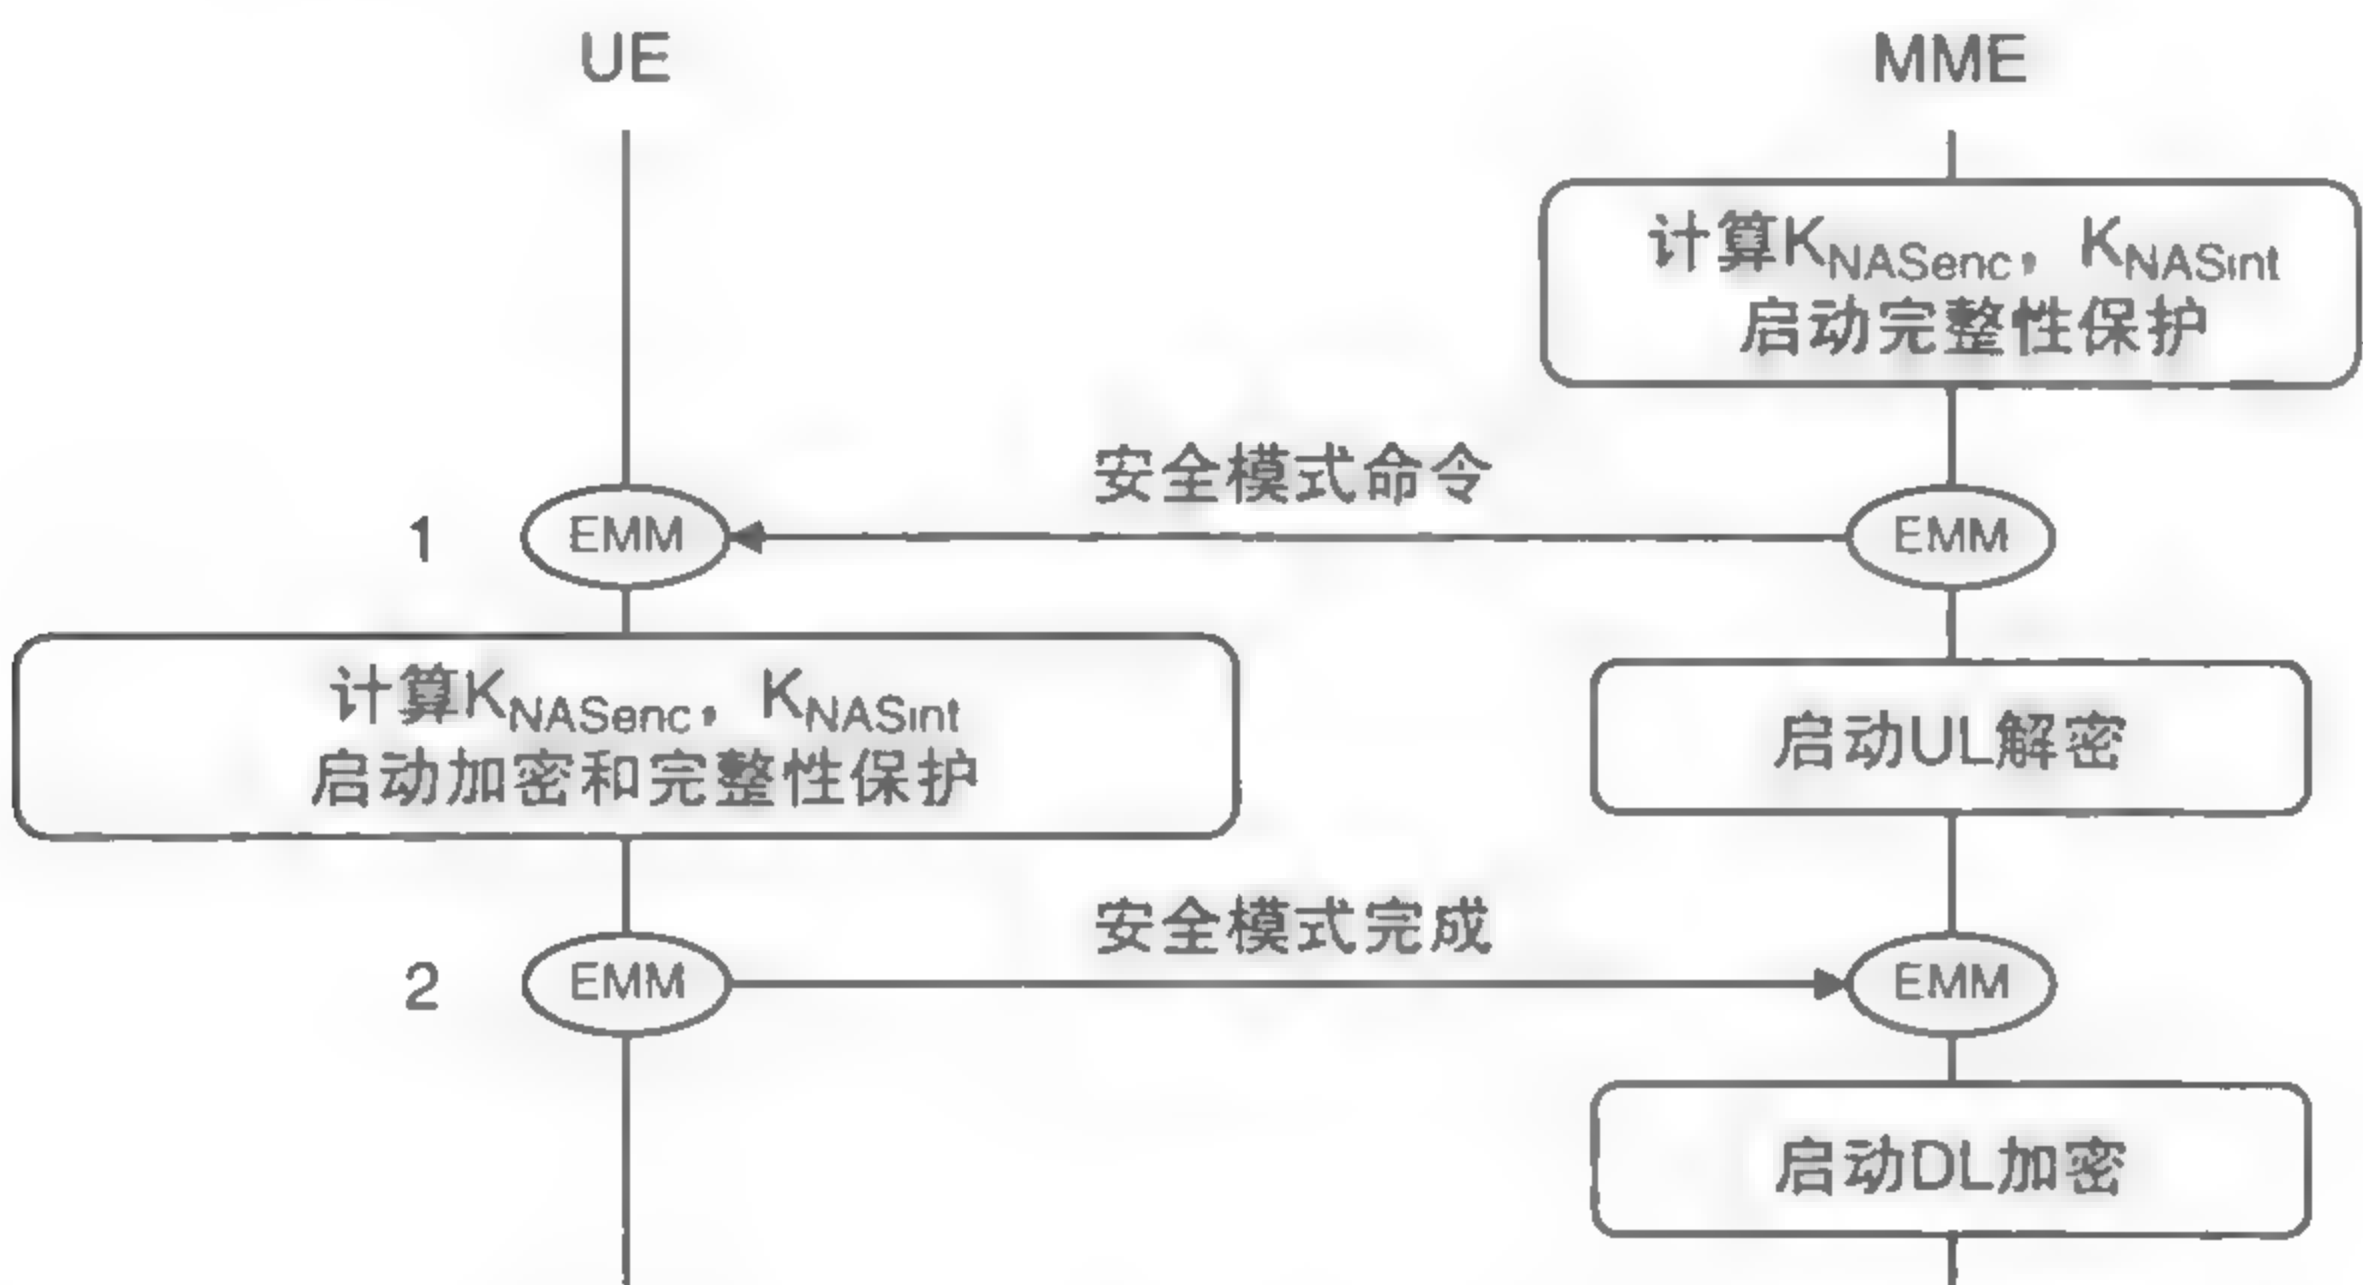 UE
MME
计算KNASenc，KNASint
启动完整性保护
安全模式命令
1
EMM
EMM
计算KNASenc，KNASint
启动加密和完整性保护
启动UL解密
安全模式完成
2
EMM
EMM
启动DL加密